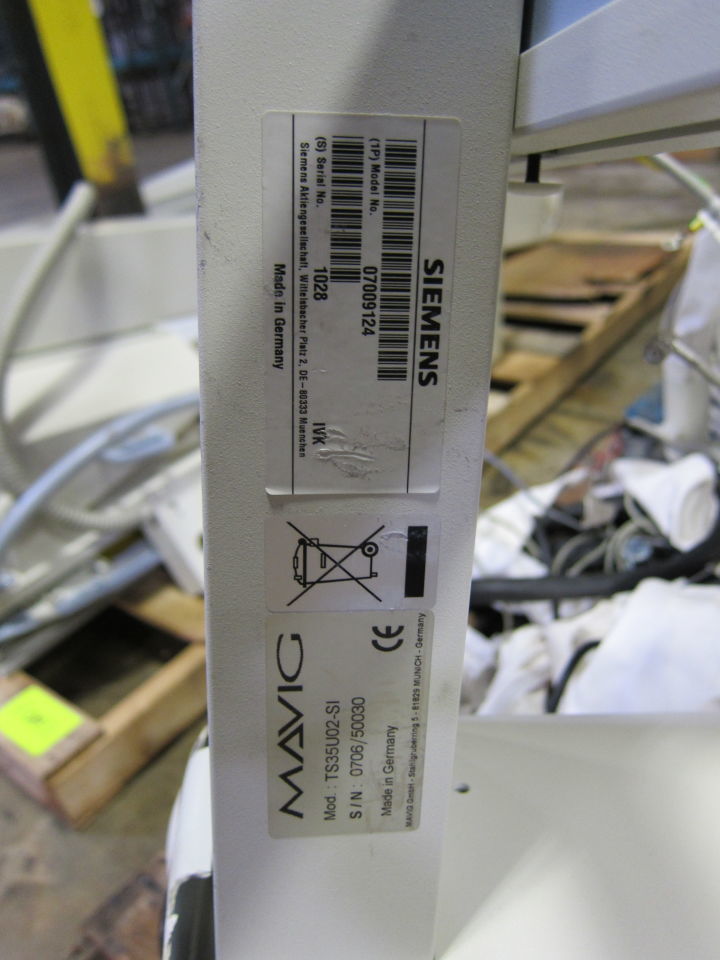 SIEMENS
(1P) Model No.
07009124
(S) Serial No.
1028
IVK
Siemens Aktiengesellschaft, Wittelsbacher Platz 2, DE-80333 Muenchen
Made in Germany
CE
MAVIG
Mod.: TS35U02-SI
S/N: 0706/50030
Made in Germany
MAVIG GmbH - Stahlgruberring 5 - 81829 MUNICH - Germany